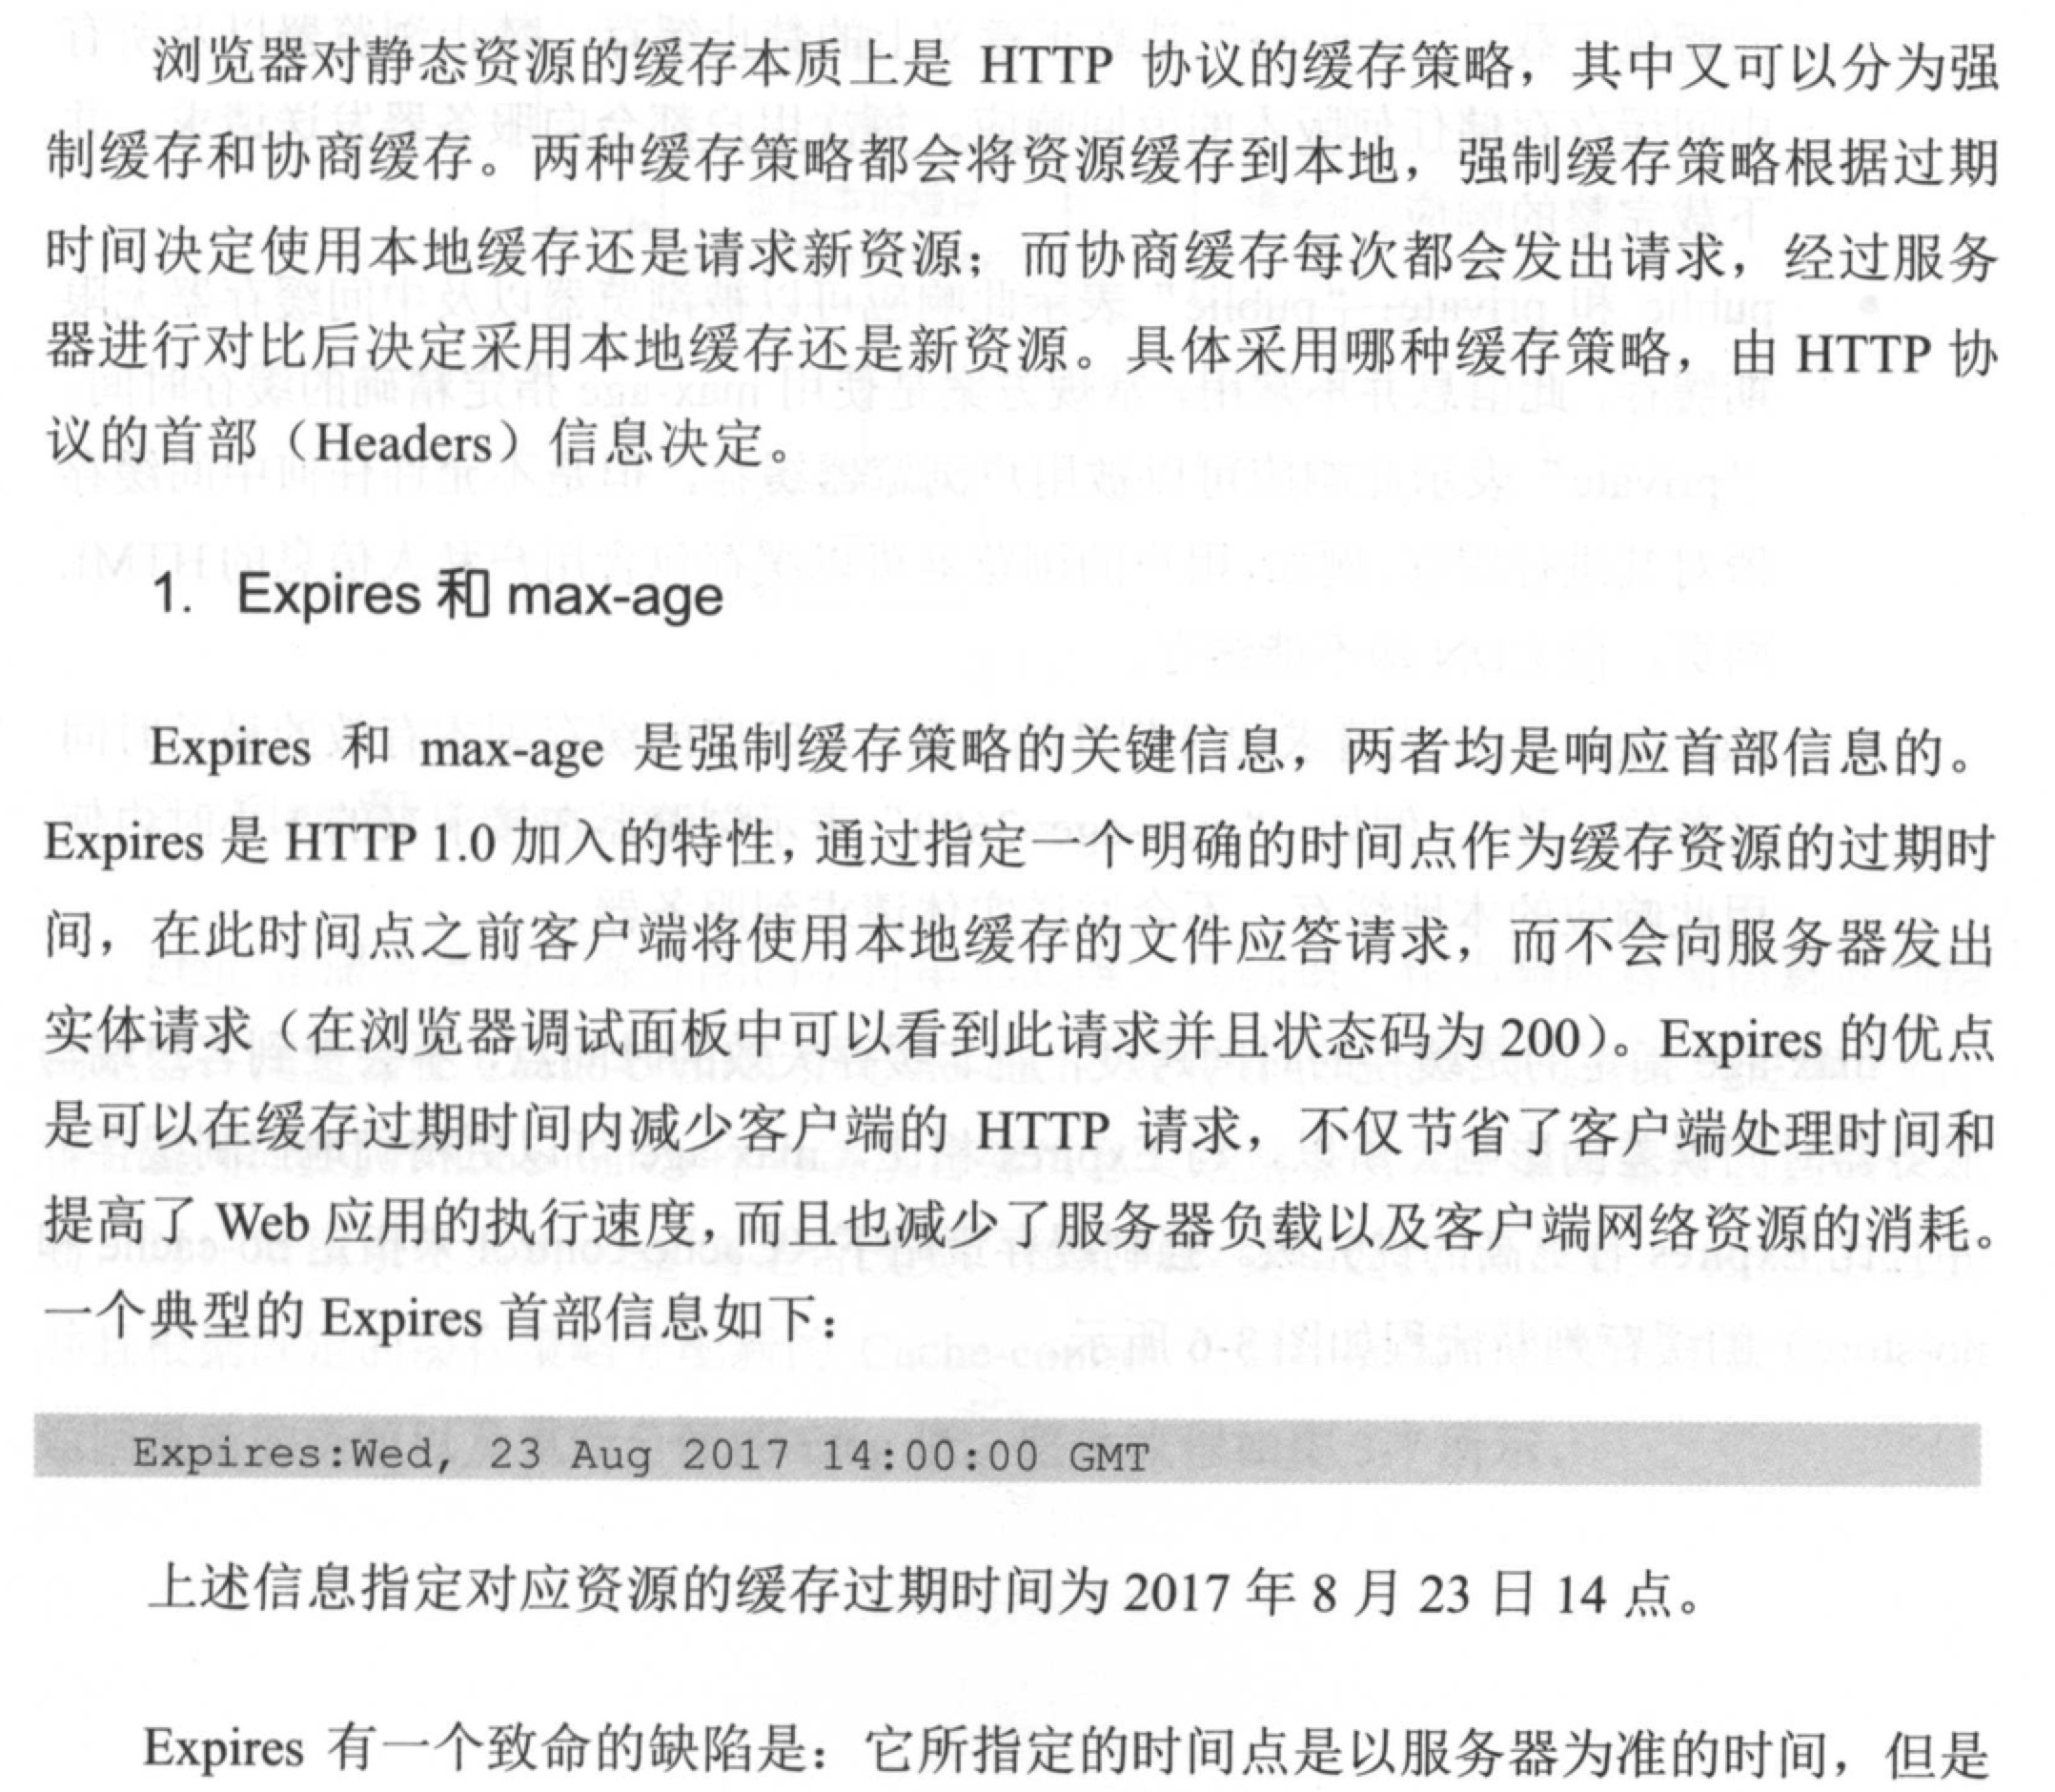 浏览器对静态资源的缓存本质上是 HTTP 协议的缓存策略，其中又可以分为强
制缓存和协商缓存。两种缓存策略都会将资源缓存到本地，强制缓存策略根据过期
时间决定使用本地缓存还是请求新资源；而协商缓存每次都会发出请求，经过服务
器进行对比后决定采用本地缓存还是新资源。具体采用哪种缓存策略，由 HTTP 协
议的首部（Headers）信息决定。
1. Expires 和 max-age
Expires 和 max-age 是强制缓存策略的关键信息，两者均是响应首部信息的。
Expires 是 HTTP 1.0 加入的特性，通过指定一个明确的时间点作为缓存资源的过期时
间，在此时间点之前客户端将使用本地缓存的文件应答请求，而不会向服务器发出
实体请求（在浏览器调试面板中可以看到此请求并且状态码为 200）。Expires 的优点
是可以在缓存过期时间内减少客户端的 HTTP 请求，不仅节省了客户端处理时间和
提高了 Web 应用的执行速度，而且也减少了服务器负载以及客户端网络资源的消耗。
一个典型的 Expires 首部信息如下：
Expires:Wed, 23 Aug 2017 14:00:00 GMT
上述信息指定对应资源的缓存过期时间为 2017 年 8 月 23 日 14 点。
Expires 有一个致命的缺陷是：它所指定的时间点是以服务器为准的时间，但是